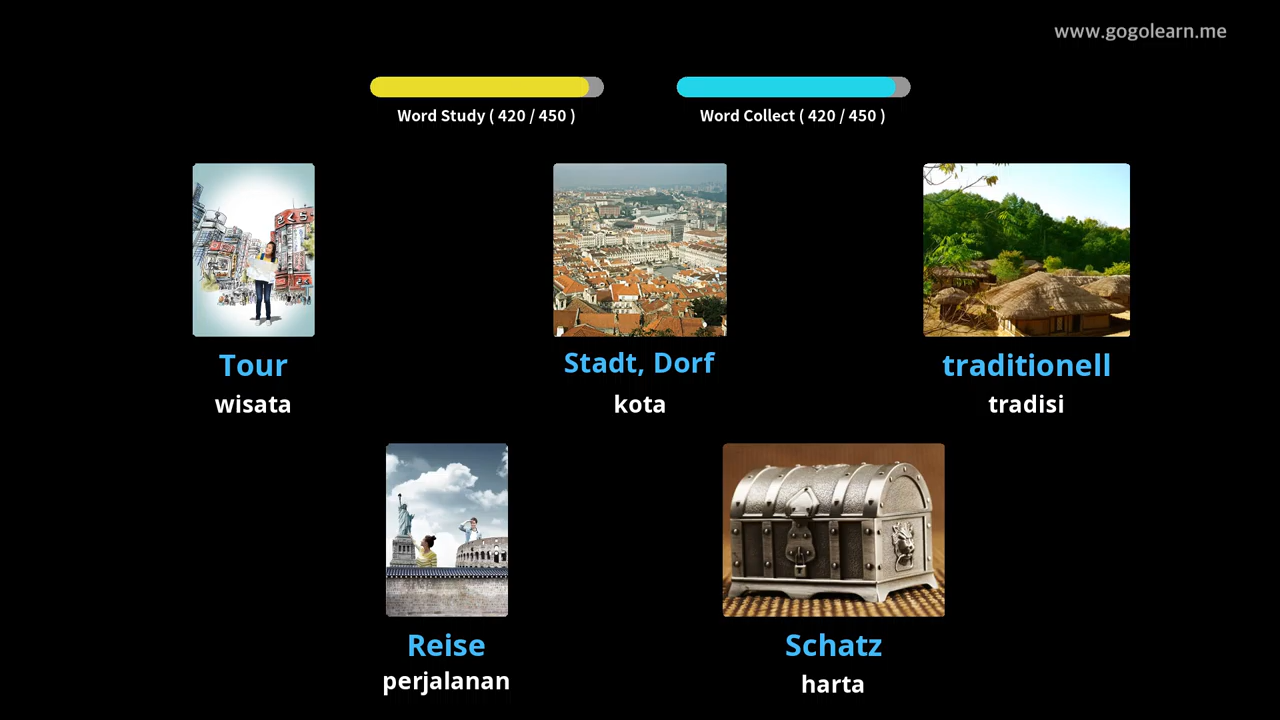 www.gogolearn.me
Word Study ( 420 / 450 )
Word Collect ( 420 / 450 )
Tour
wisata
Stadt, Dorf
kota
traditionell
tradisi
Reise
perjalanan
Schatz
harta